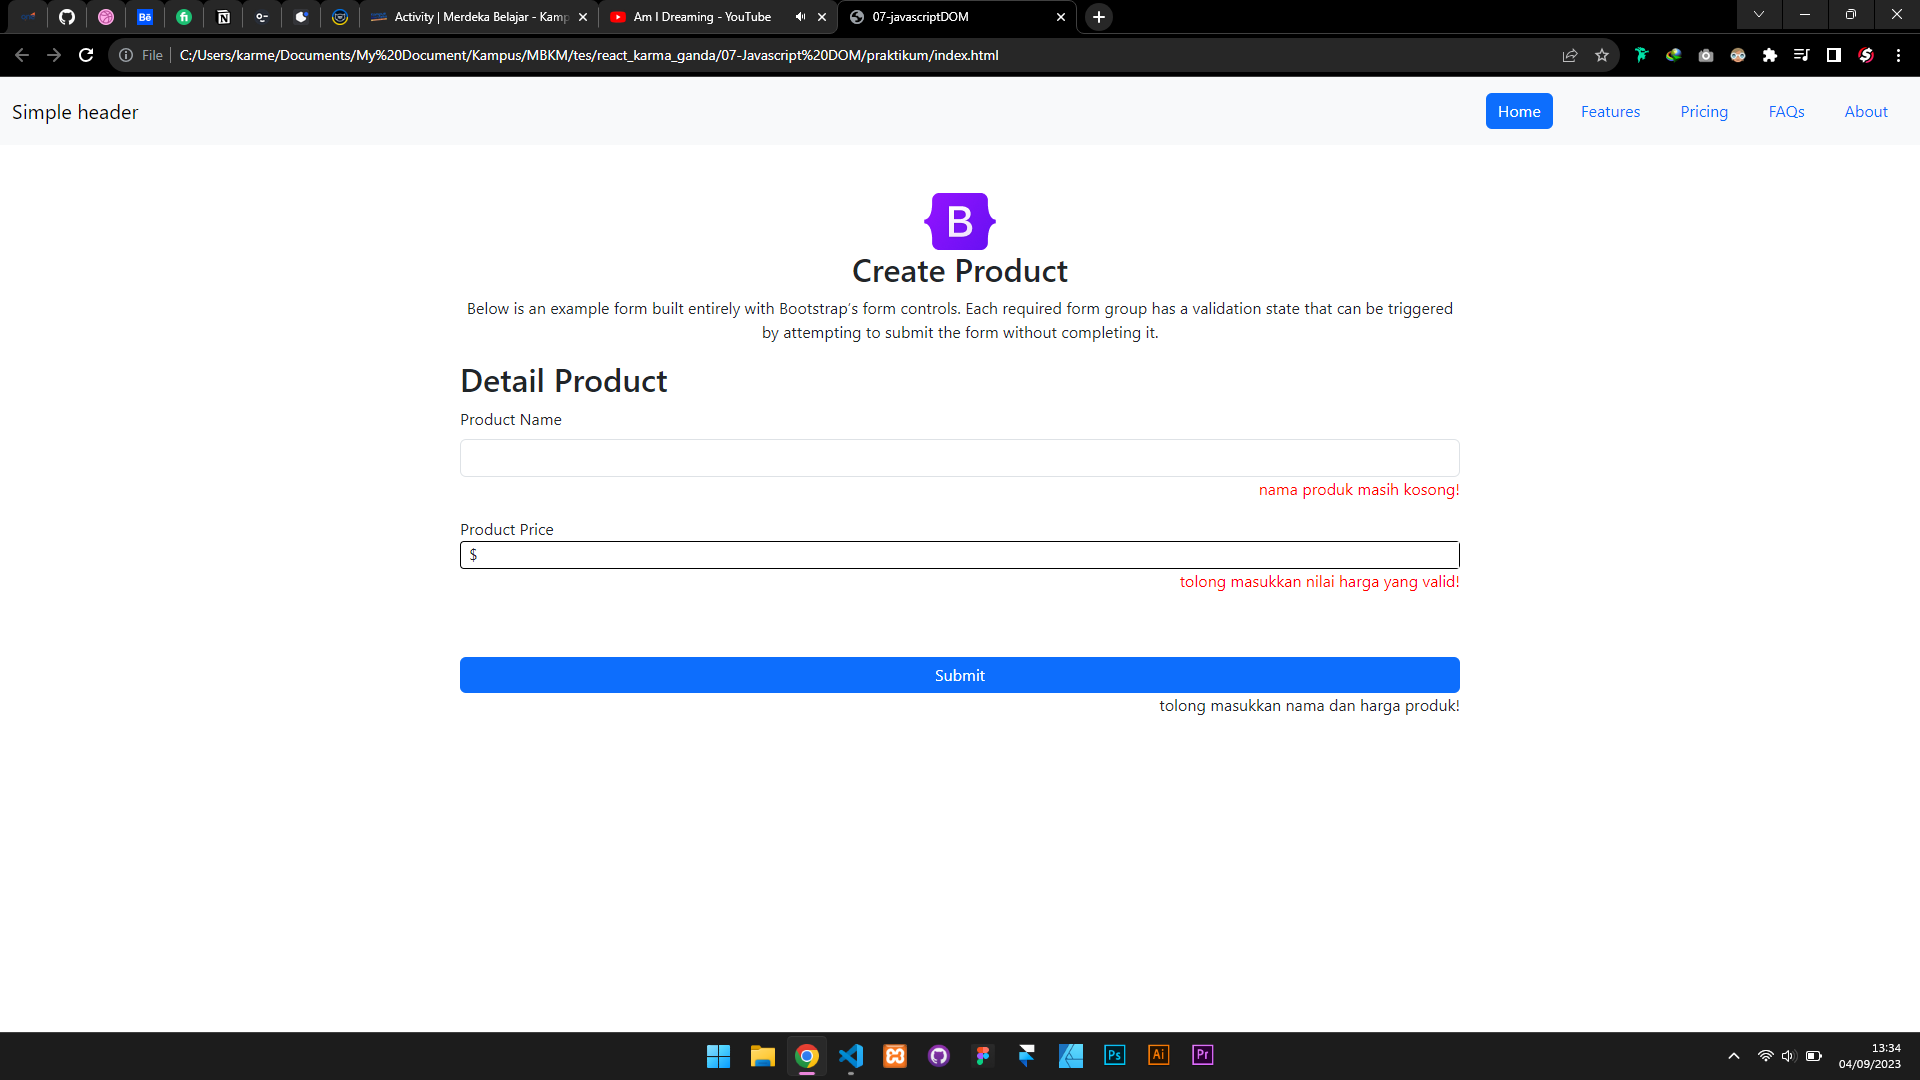 Activity | Merdeka Belajar - Kamp
Am I Dreaming - YouTube
07-javascriptDOM
File
C:/Users/karme/Documents/My%20Document/Kampus/MBKM/tes/react_karma_ganda/07-Javascript%20DOM/praktikum/index.html
Simple header
Home
Features
Pricing
FAQs
About
B
Create Product
Below is an example form built entirely with Bootstrap's form controls. Each required form group has a validation state that can be triggered
by attempting to submit the form without completing it.
Detail Product
Product Name
nama produk masih kosong!
Product Price
$
tolong masukkan nilai harga yang valid!
Submit
tolong masukkan nama dan harga produk!
Ps
Ai
Pr
13:34
04/09/2023